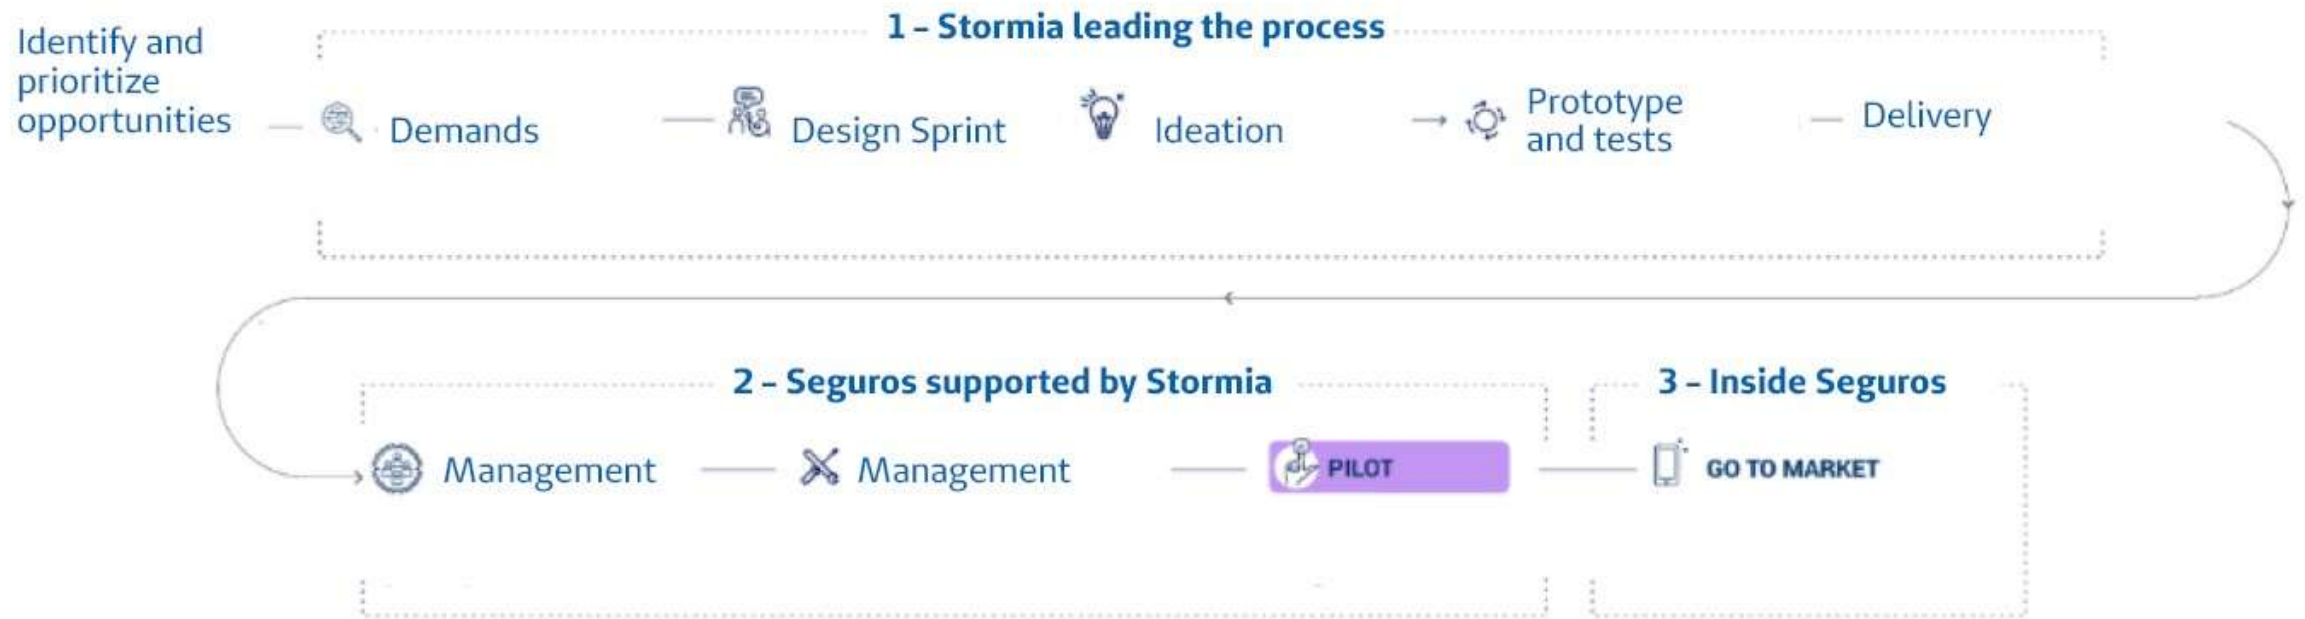 1 – Stormia leading the process
Identify and
prioritize
opportunities
Demands
Design Sprint
Ideation
Prototype
and tests
Delivery
2 – Seguros supported by Stormia
3 – Inside Seguros
Management
Management
PILOT
GO TO MARKET